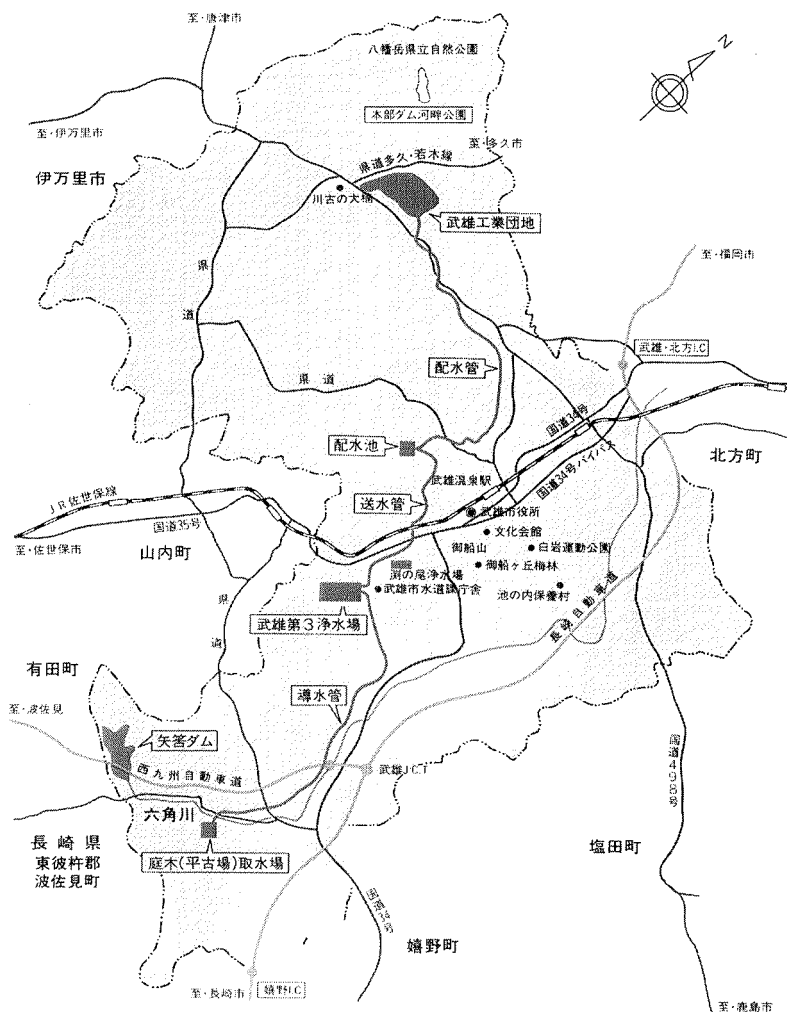 至・唐津市
N
八幡岳県立自然公園
本部ダム河畔公園
至・伊万里市
至・多久市
県道多久・若木線
伊万里市
川古の大楠
武雄工業団地
至・福岡市
県
道
武雄・北方I.C
県道
配水管
国道34号
配水池
北方町
武雄温泉駅
国道34号バイパス
JR佐世保線
送水管
武雄市役所
国道35号
文化会館
至・佐世保市
山内町
御船山
白岩運動公園
渕の尾浄水場
御船ヶ丘梅林
武雄市水道課庁舎
池の内保養村
武雄第3浄水場
県
道
長崎自動車道
有田町
導水管
至・波佐見
矢筈ダム
国道498号
西九州自動車道
武雄J.C.T
六角川
長崎県
東彼杵郡
波佐見町
塩田町
庭木(平古場)取水場
嬉野町
至・長崎市
嬉野I.C
至・鹿島市